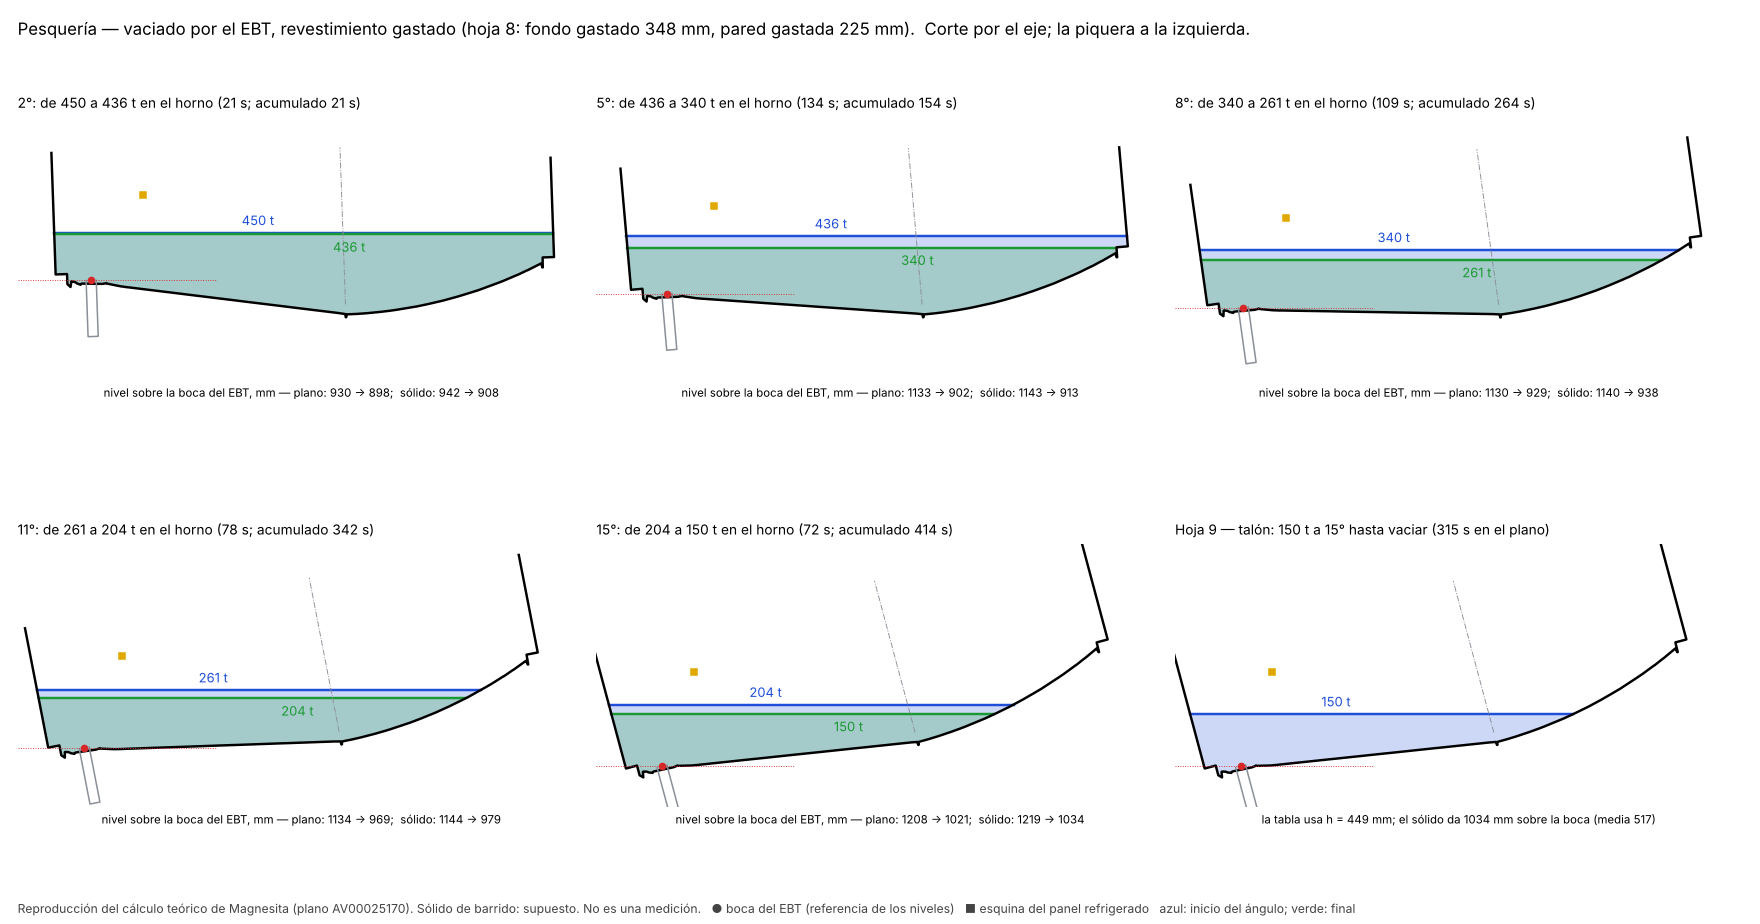 Pesquería — vaciado por el EBT, revestimiento gastado (hoja 8: fondo gastado 348 mm, pared gastada 225 mm).  Corte por el eje; la piquera a la izquierda.
2°: de 450 a 436 t en el horno (21 s; acumulado 21 s)
450 t
436 t
nivel sobre la boca del EBT, mm — plano: 930 → 898;  sólido: 942 → 908
5°: de 436 a 340 t en el horno (134 s; acumulado 154 s)
436 t
340 t
nivel sobre la boca del EBT, mm — plano: 1133 → 902;  sólido: 1143 → 913
8°: de 340 a 261 t en el horno (109 s; acumulado 264 s)
340 t
261 t
nivel sobre la boca del EBT, mm — plano: 1130 → 929;  sólido: 1140 → 938
11°: de 261 a 204 t en el horno (78 s; acumulado 342 s)
261 t
204 t
nivel sobre la boca del EBT, mm — plano: 1134 → 969;  sólido: 1144 → 979
15°: de 204 a 150 t en el horno (72 s; acumulado 414 s)
204 t
150 t
nivel sobre la boca del EBT, mm — plano: 1208 → 1021;  sólido: 1219 → 1034
Hoja 9 — talón: 150 t a 15° hasta vaciar (315 s en el plano)
150 t
la tabla usa h = 449 mm; el sólido da 1034 mm sobre la boca (media 517)
Reproducción del cálculo teórico de Magnesita (plano AV00025170). Sólido de barrido: supuesto. No es una medición.   ● boca del EBT (referencia de los niveles)   ■ esquina del panel refrigerado   azul: inicio del ángulo; verde: final